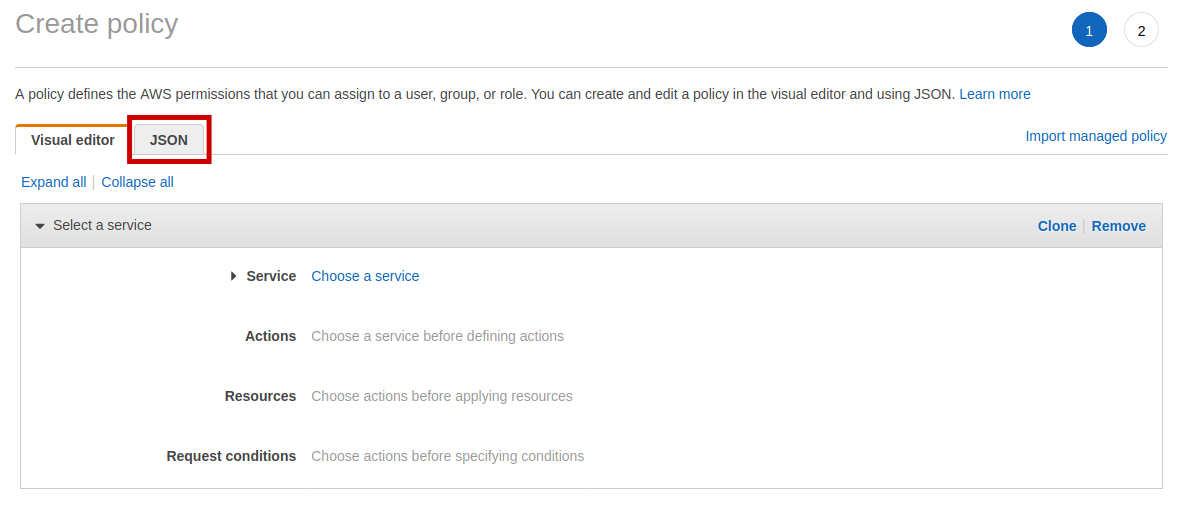 Create policy
1 2
A policy defines the AWS permissions that you can assign to a user, group, or role. You can create and edit a policy in the visual editor and using JSON. Learn more
Visual editor JSON Import managed policy
Expand all Collapse all
Select a service Clone Remove
Service Choose a service
Actions Choose a service before defining actions
Resources Choose actions before applying resources
Request conditions Choose actions before specifying conditions